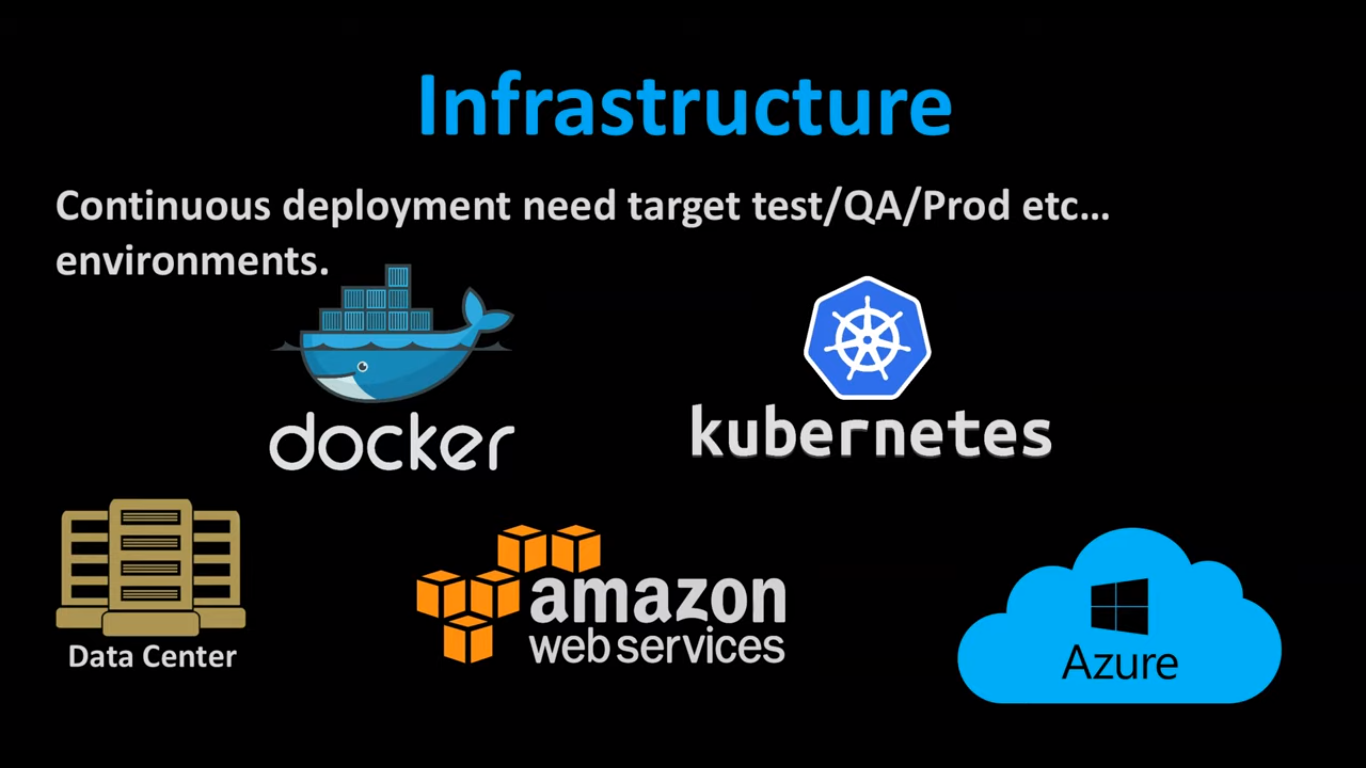 Infrastructure
Continuous deployment need target test/QA/Prod etc…
environments.
docker
kubernetes
Data Center
amazon
web services
Azure